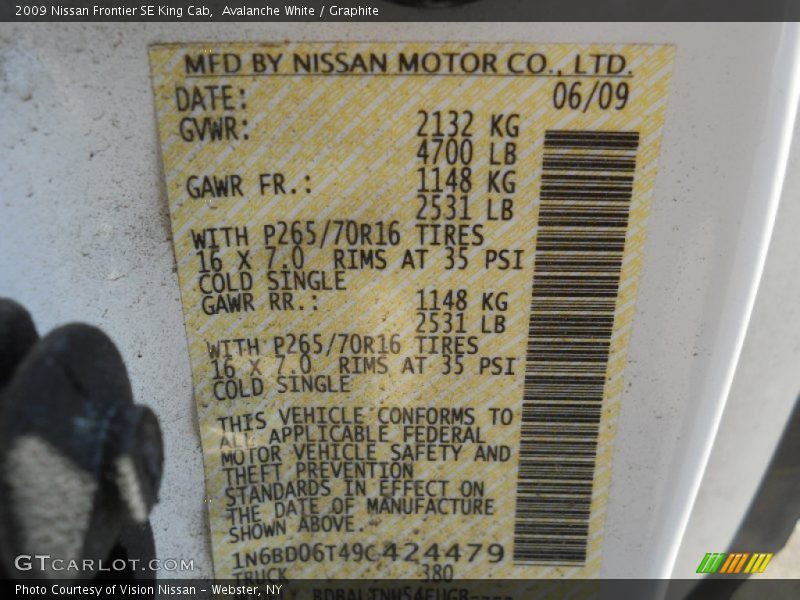 2009 Nissan Frontier SE King Cab,  Avalanche White / Graphite
MFD BY NISSAN MOTOR CO., LTD.
DATE: 06/09
GVWR: 2132 KG
4700 LB
GAWR FR.: 1148 KG
2531 LB
WITH P265/70R16 TIRES
16 X 7.0  RIMS AT 35 PSI
COLD SINGLE
GAWR RR.: 1148 KG
2531 LB
WITH P265/70R16 TIRES
16 X 7.0  RIMS AT 35 PSI
COLD SINGLE
THIS VEHICLE CONFORMS TO
ALL APPLICABLE FEDERAL
MOTOR VEHICLE SAFETY AND
THEFT PREVENTION
STANDARDS IN EFFECT ON
THE DATE OF MANUFACTURE
SHOWN ABOVE.
1N6BD06T49C424479
TRUCK 380
GTCARLOT.COM
Photo Courtesy of Vision Nissan - Webster, NY